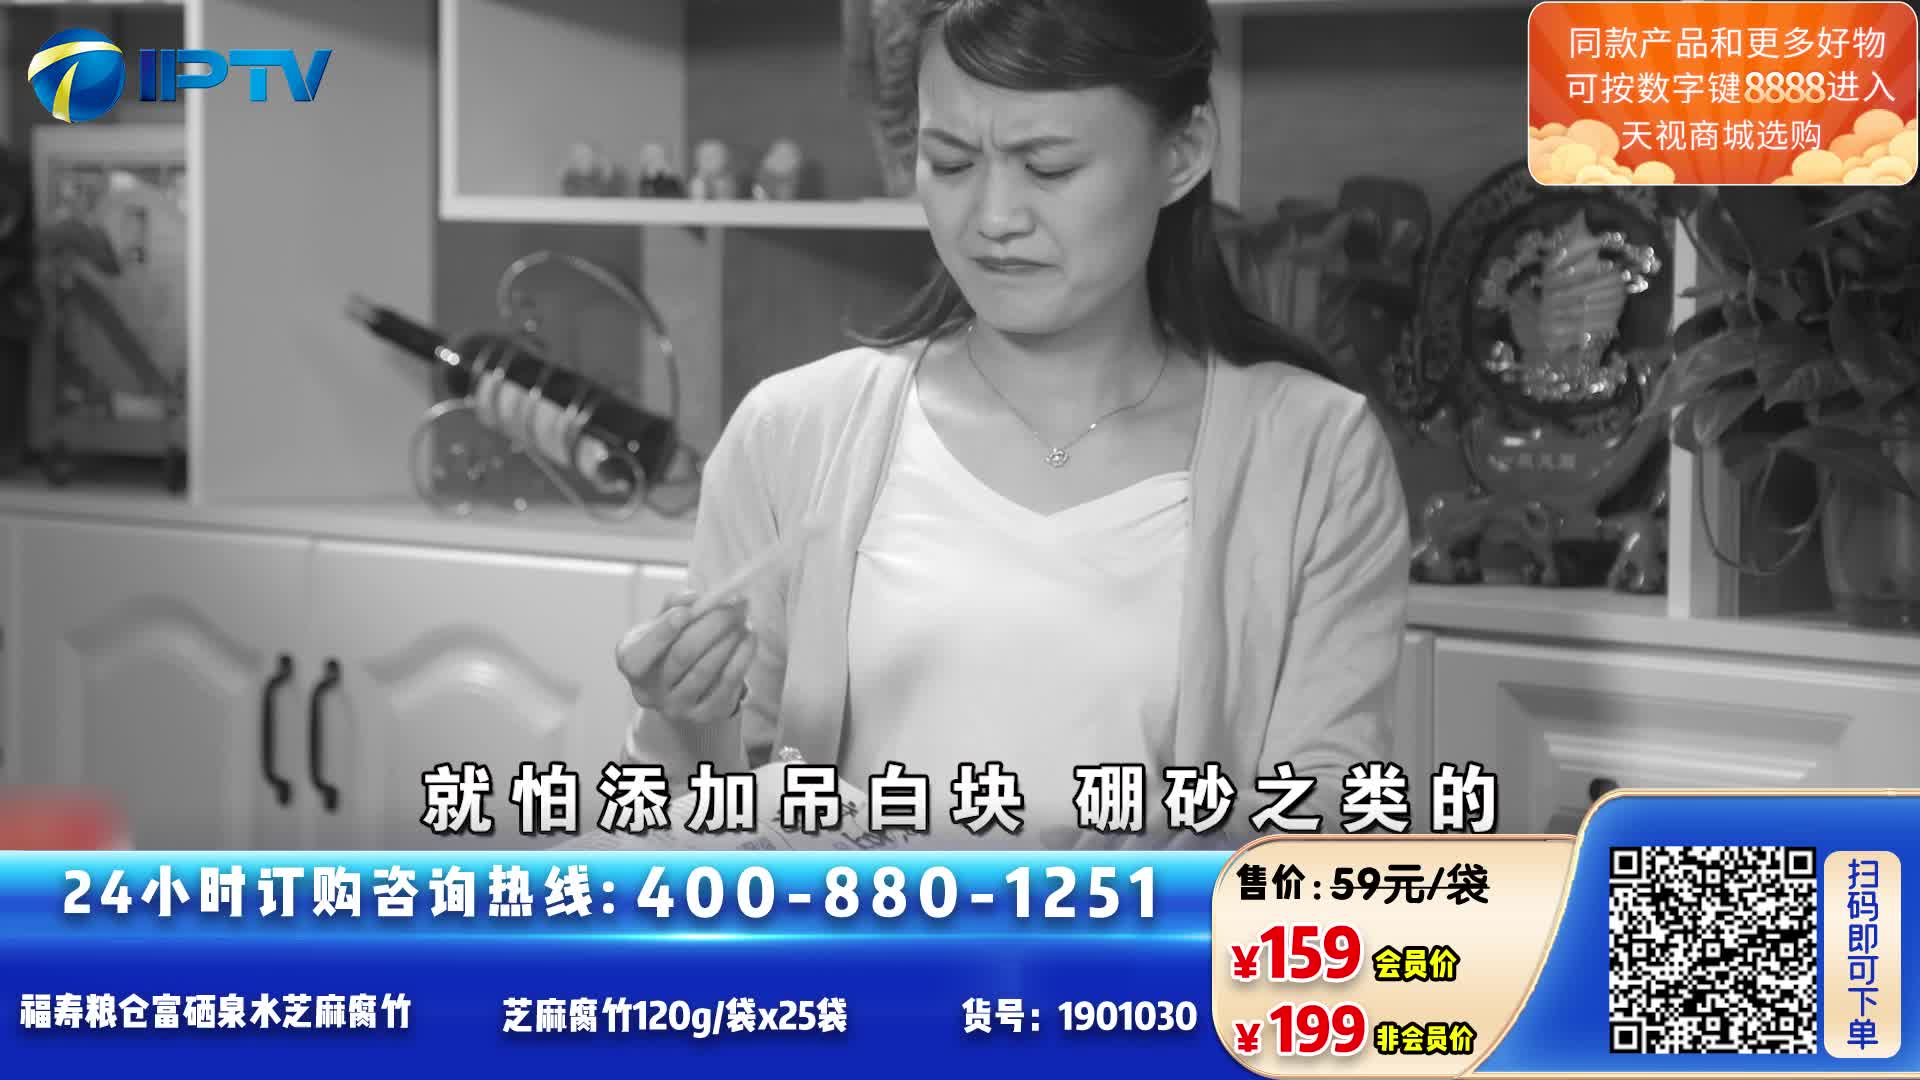 IPTV
同款产品和更多好物
可按数字键8888进入
天视商城选购
就怕添加吊白块 硼砂之类的
24小时订购咨询热线:400-880-1251
福寿粮仓富硒泉水芝麻腐竹
芝麻腐竹120g/袋x25袋
货号：1901030
售价:59元/袋
¥159 会员价
¥199 非会员价
扫码即可下单